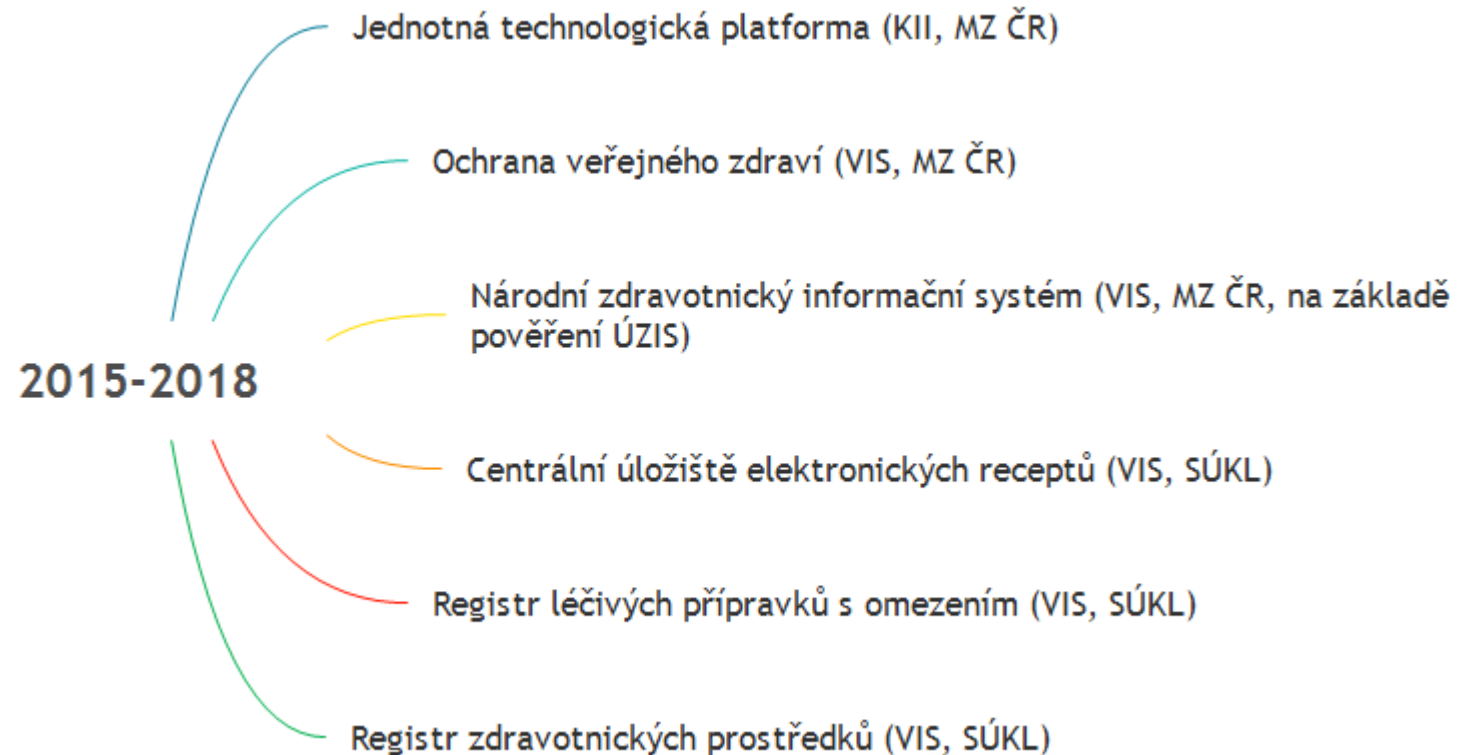 Jednotná technologická platforma (KII, MZ ČR)
Ochrana veřejného zdraví (VIS, MZ ČR)
Národní zdravotnický informační systém (VIS, MZ ČR, na základě
pověření ÚZIS)
2015-2018
Centrální úložiště elektronických receptů (VIS, SÚKL)
Registr léčivých přípravků s omezením (VIS, SÚKL)
Registr zdravotnických prostředků (VIS, SÚKL)